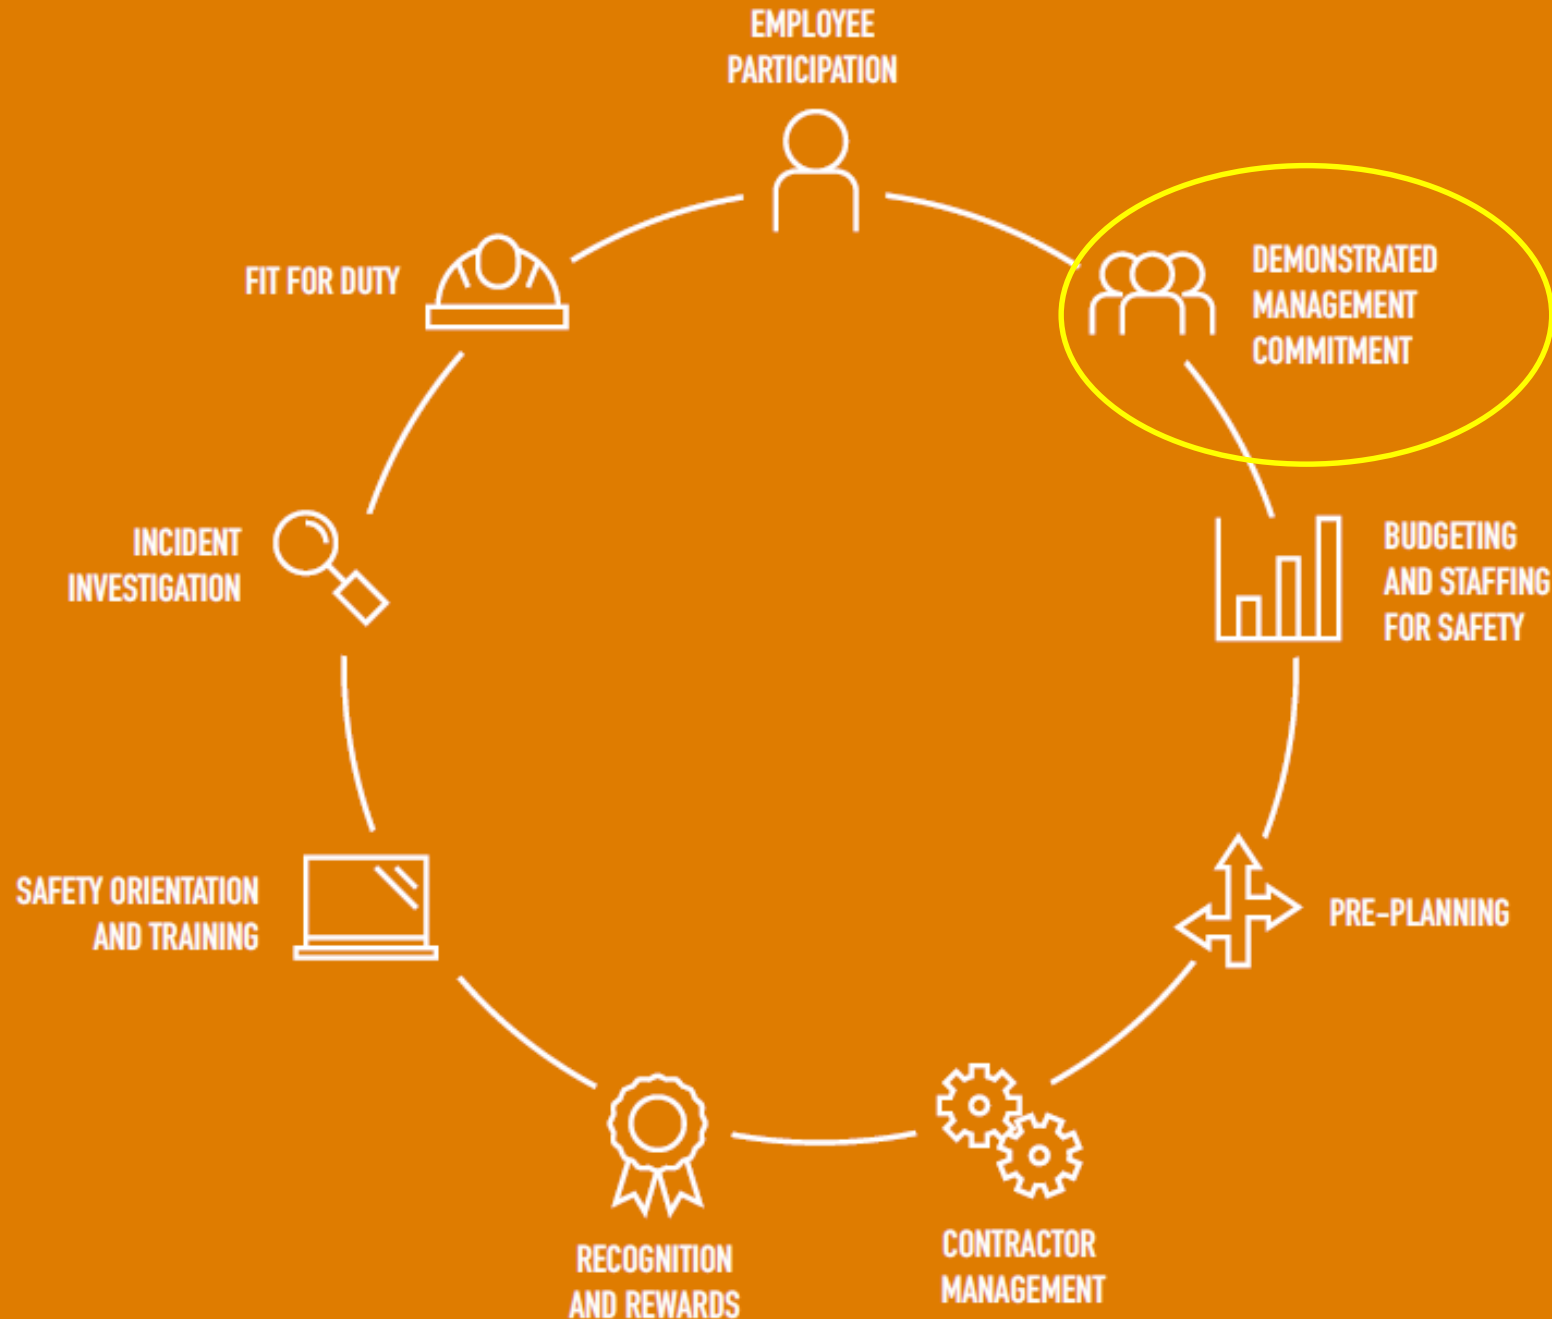 EMPLOYEE
PARTICIPATION
DEMONSTRATED
MANAGEMENT
COMMITMENT
BUDGETING
AND STAFFING
FOR SAFETY
PRE-PLANNING
CONTRACTOR
MANAGEMENT
RECOGNITION
AND REWARDS
SAFETY ORIENTATION
AND TRAINING
INCIDENT
INVESTIGATION
FIT FOR DUTY